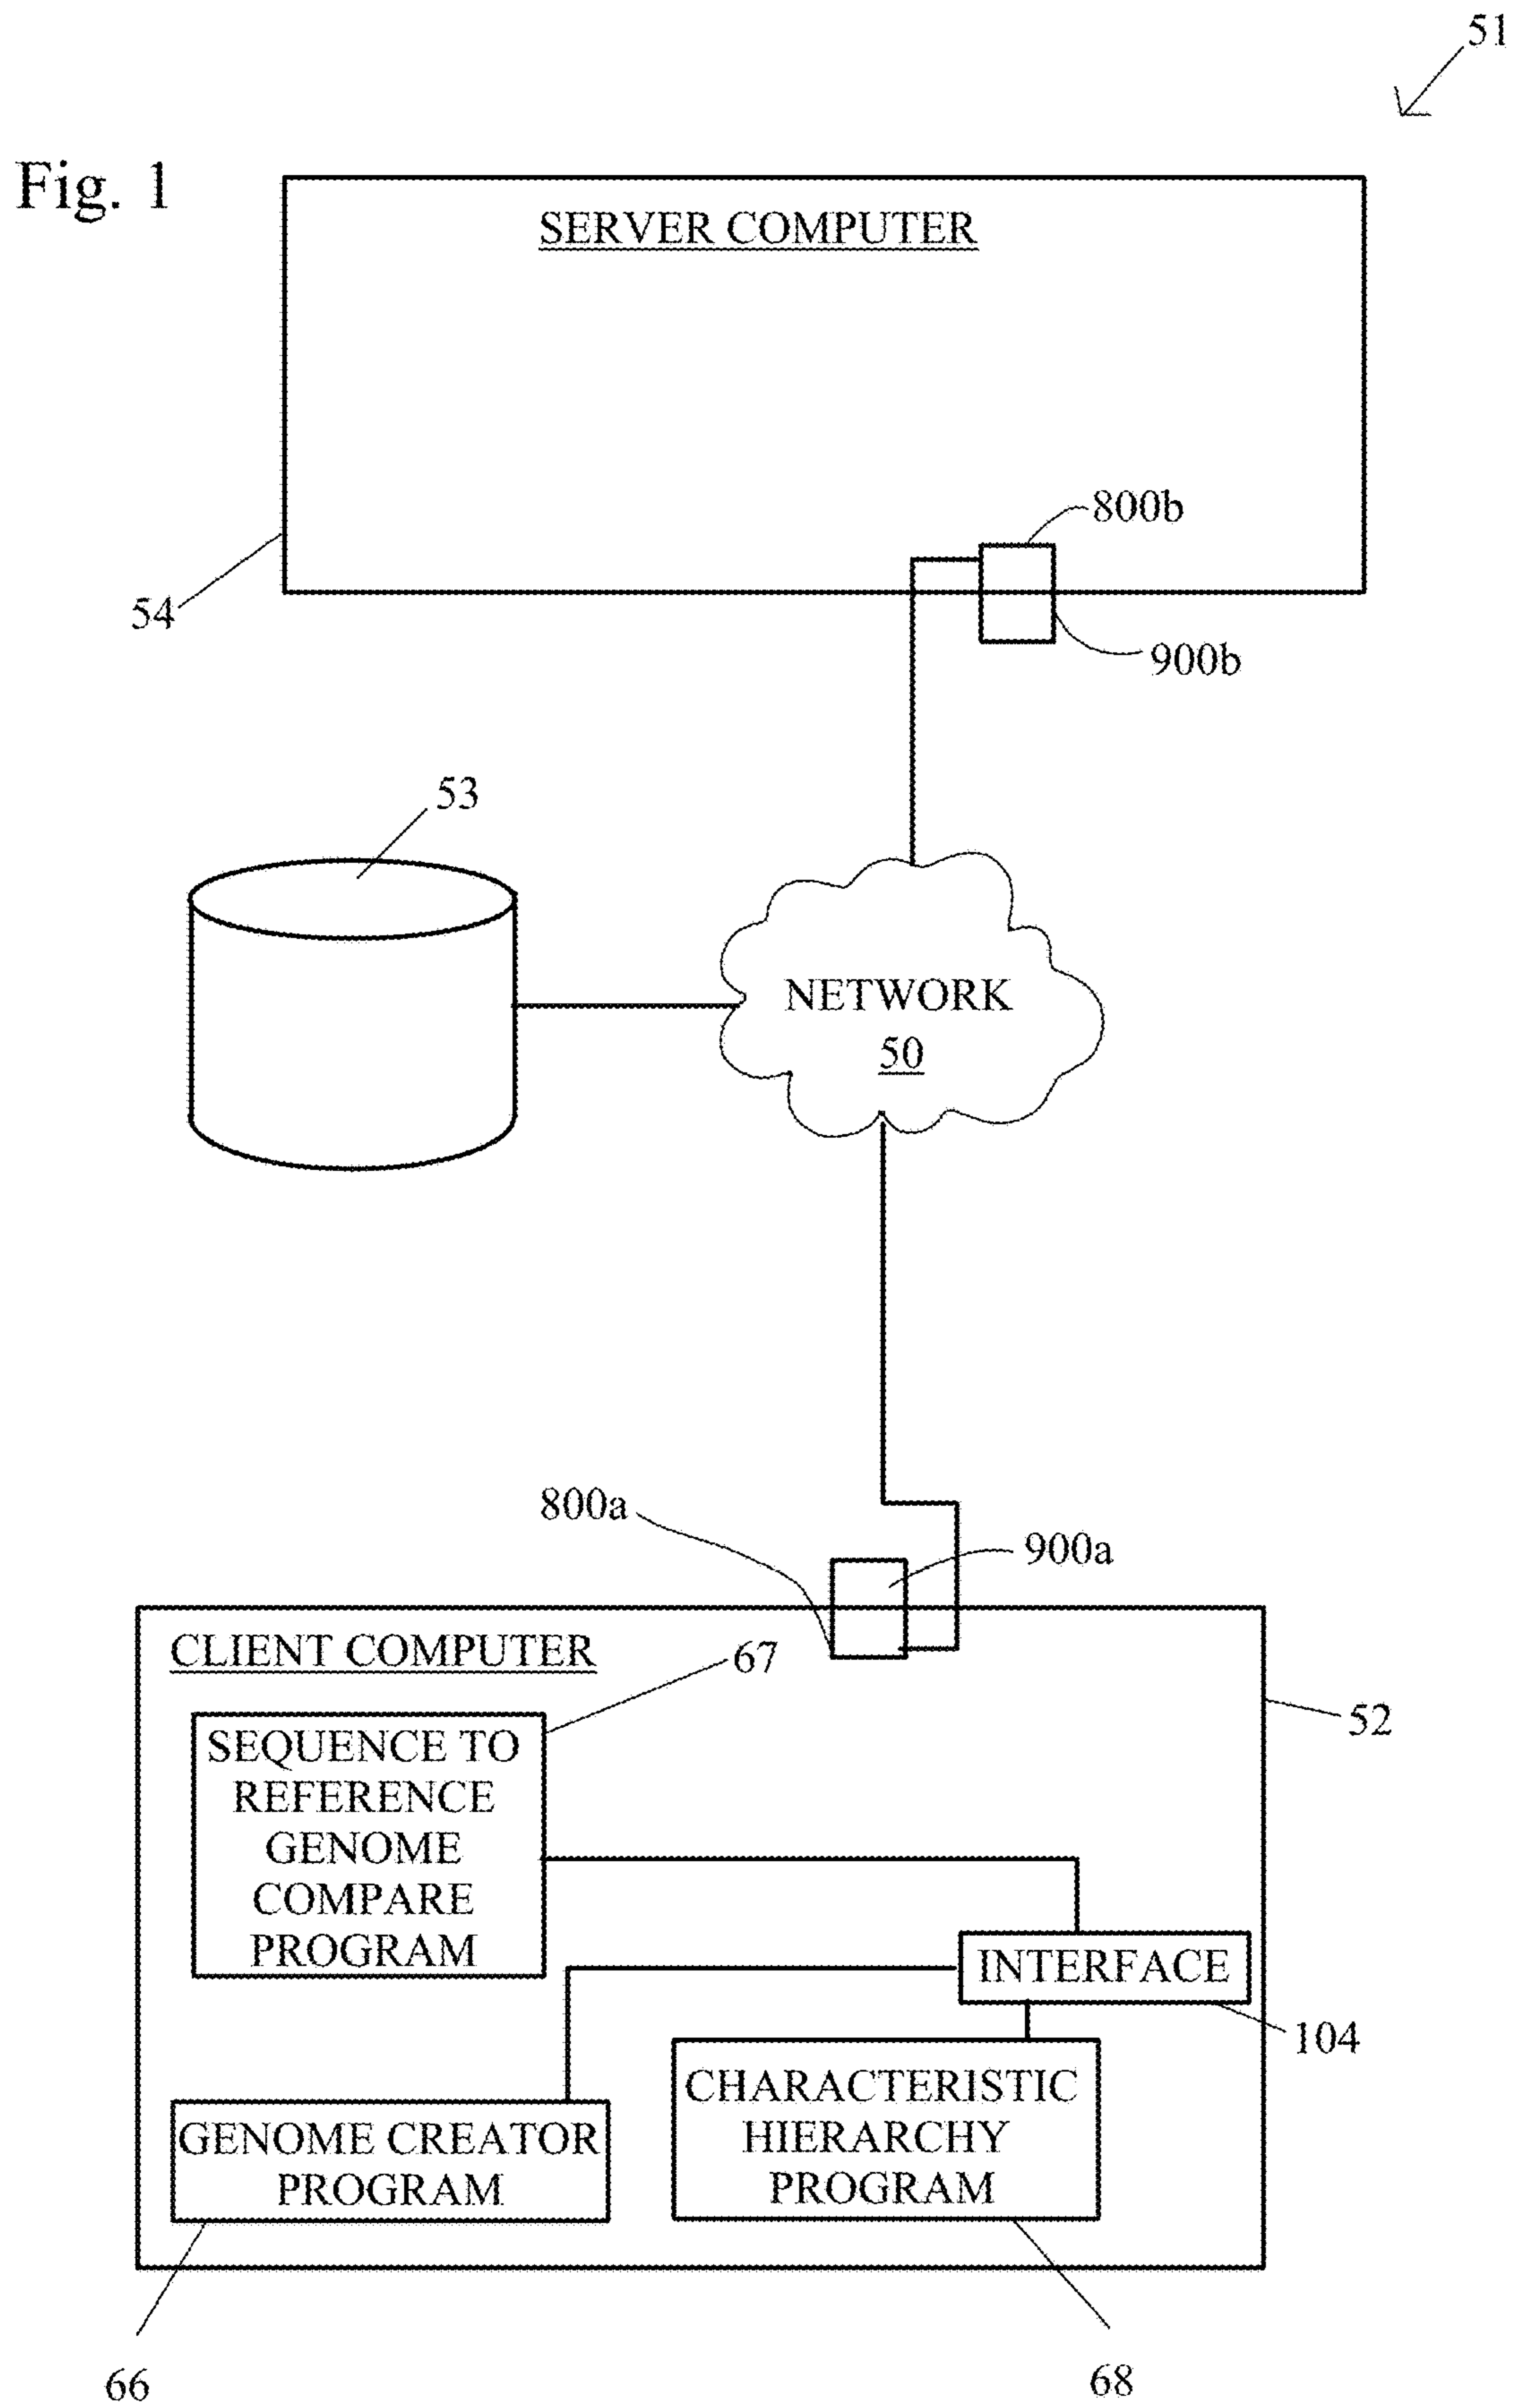 51
Fig. 1
SERVER COMPUTER
800b
54
900b
53
NETWORK
50
800a
900a
CLIENT COMPUTER
67
52
SEQUENCE TO
REFERENCE
GENOME
COMPARE
PROGRAM
INTERFACE
104
CHARACTERISTIC
HIERARCHY
PROGRAM
GENOME CREATOR
PROGRAM
66
68